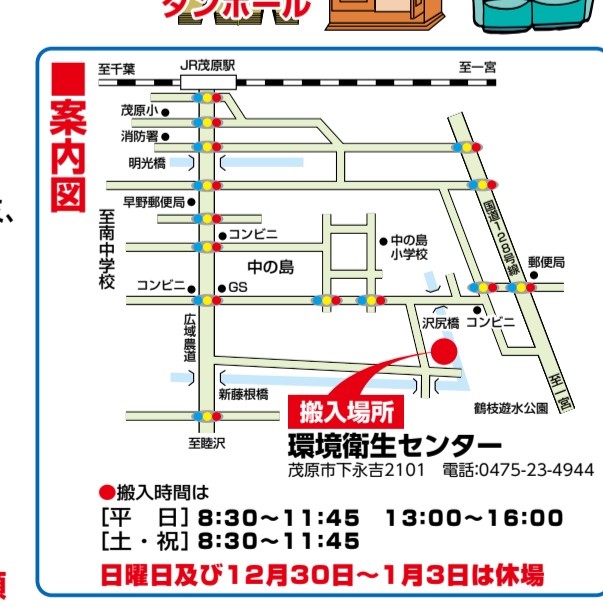 ダンボール
■案内図
至千葉
JR茂原駅
至一宮
茂原小
消防署
明光橋
早野郵便局
至南中学校
コンビニ
中の島
中の島
小学校
国道128号線
郵便局
コンビニ
GS
広域農道
沢尻橋
コンビニ
新藤根橋
至一宮
鶴枝遊水公園
至睦沢
搬入場所
環境衛生センター
茂原市下永吉2101 電話:0475-23-4944
●搬入時間は
[平 日] 8:30～11:45 13:00～16:00
[土・祝] 8:30～11:45
日曜日及び12月30日～1月3日は休場